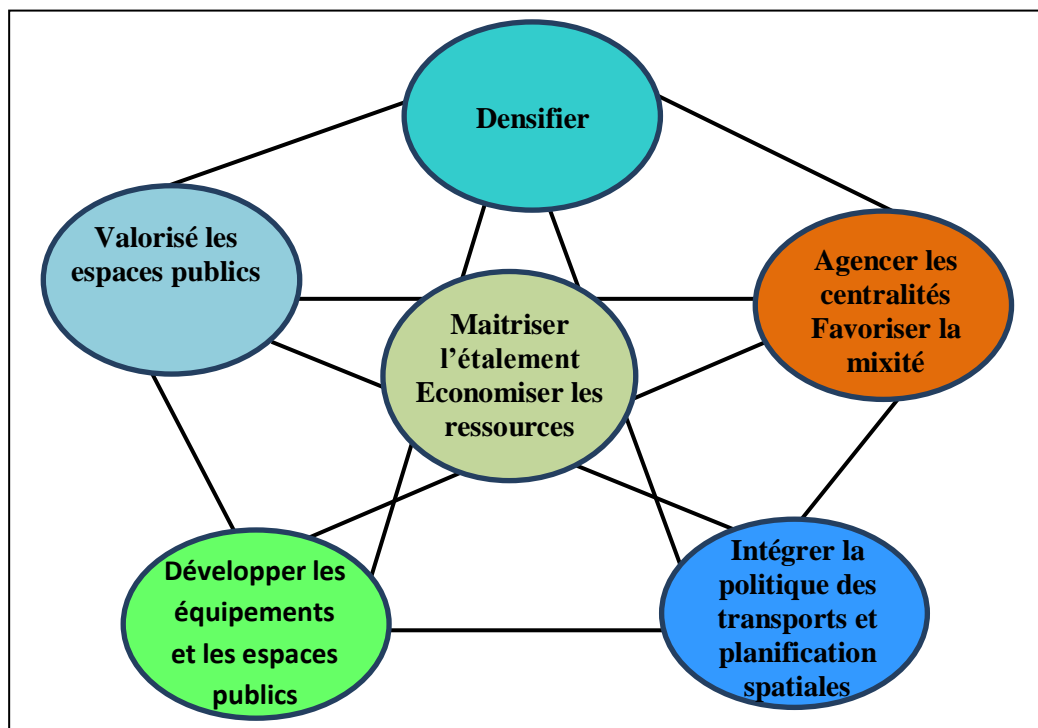 Densifier
Valorisé les
espaces publics
Agencer les
centralités
Favoriser la
mixité
Maitriser
l’étalement
Economiser les
ressources
Développer les
équipements
et les espaces
publics
Intégrer la
politique des
transports et
planification
spatiales